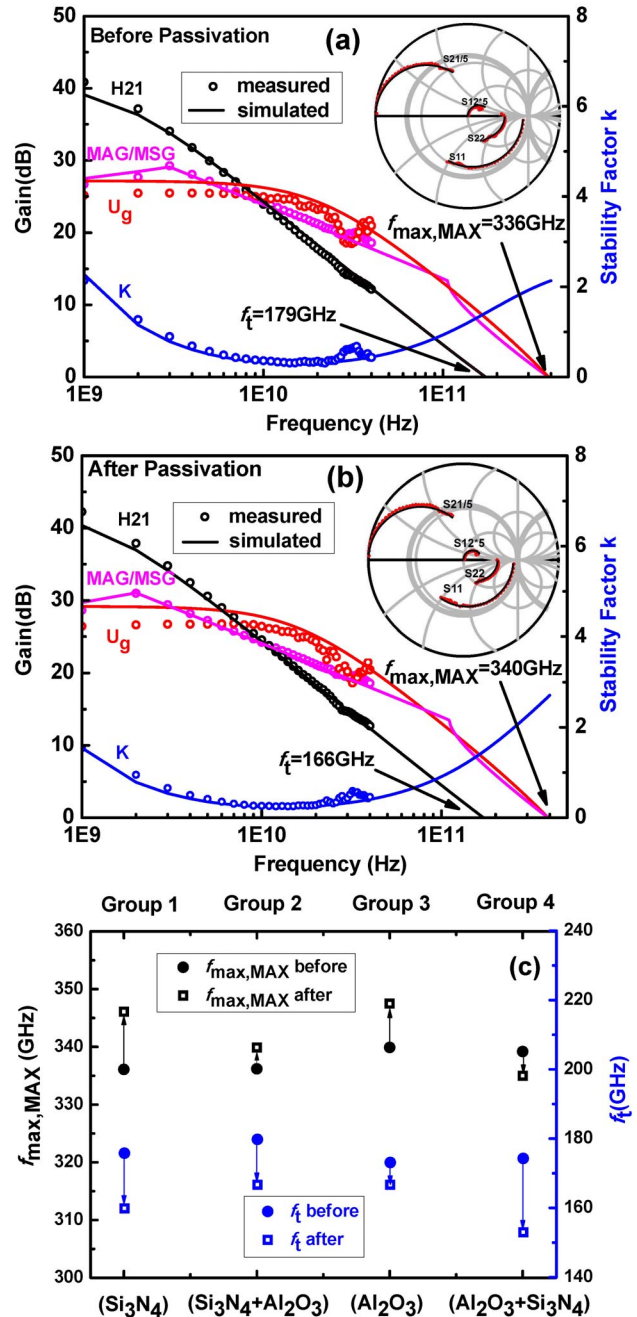 Before Passivation
(a)
H21
measured
simulated
MAG/MSG
Ug
K
S21/5
S12*5
S22
S11
fmax,MAX=336GHz
ft=179GHz
50
40
30
20
10
0
8
6
4
2
0
Gain(dB)
Stability Factor k
1E9 1E10 1E11
Frequency (Hz)
After Passivation
(b)
H21
measured
simulated
MAG/MSG
Ug
K
S21/5
S12*5
S22
S11
fmax,MAX=340GHz
ft=166GHz
50
40
30
20
10
0
8
6
4
2
0
Gain(dB)
Stability Factor k
1E9 1E10 1E11
Frequency (Hz)
Group 1 Group 2 Group 3 Group 4
(c)
fmax,MAX before
fmax,MAX after
ft before
ft after
360
350
345
340
335
330
320
310
300
240
220
200
180
160
140
fmax,MAX (GHz)
ft(GHz)
(Si3N4) (Si3N4+Al2O3) (Al2O3) (Al2O3+Si3N4)